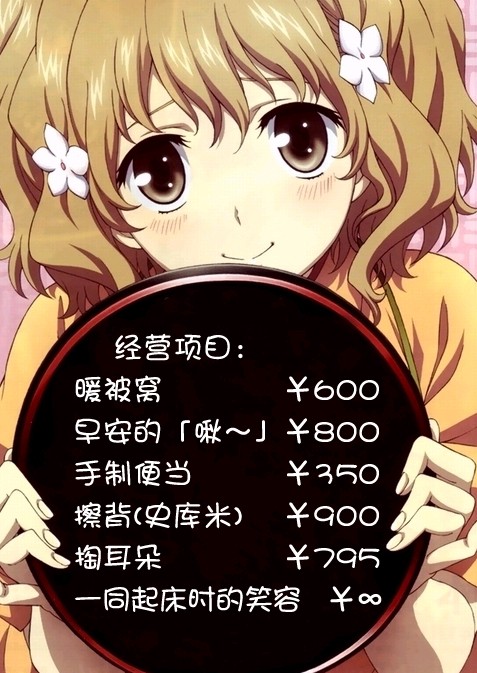 经营项目:
暖被窝 ￥600
早安的「啾～」 ￥800
手制便当 ￥350
擦背(史库米) ￥900
掏耳朵 ￥795
一同起床时的笑容 ￥∞